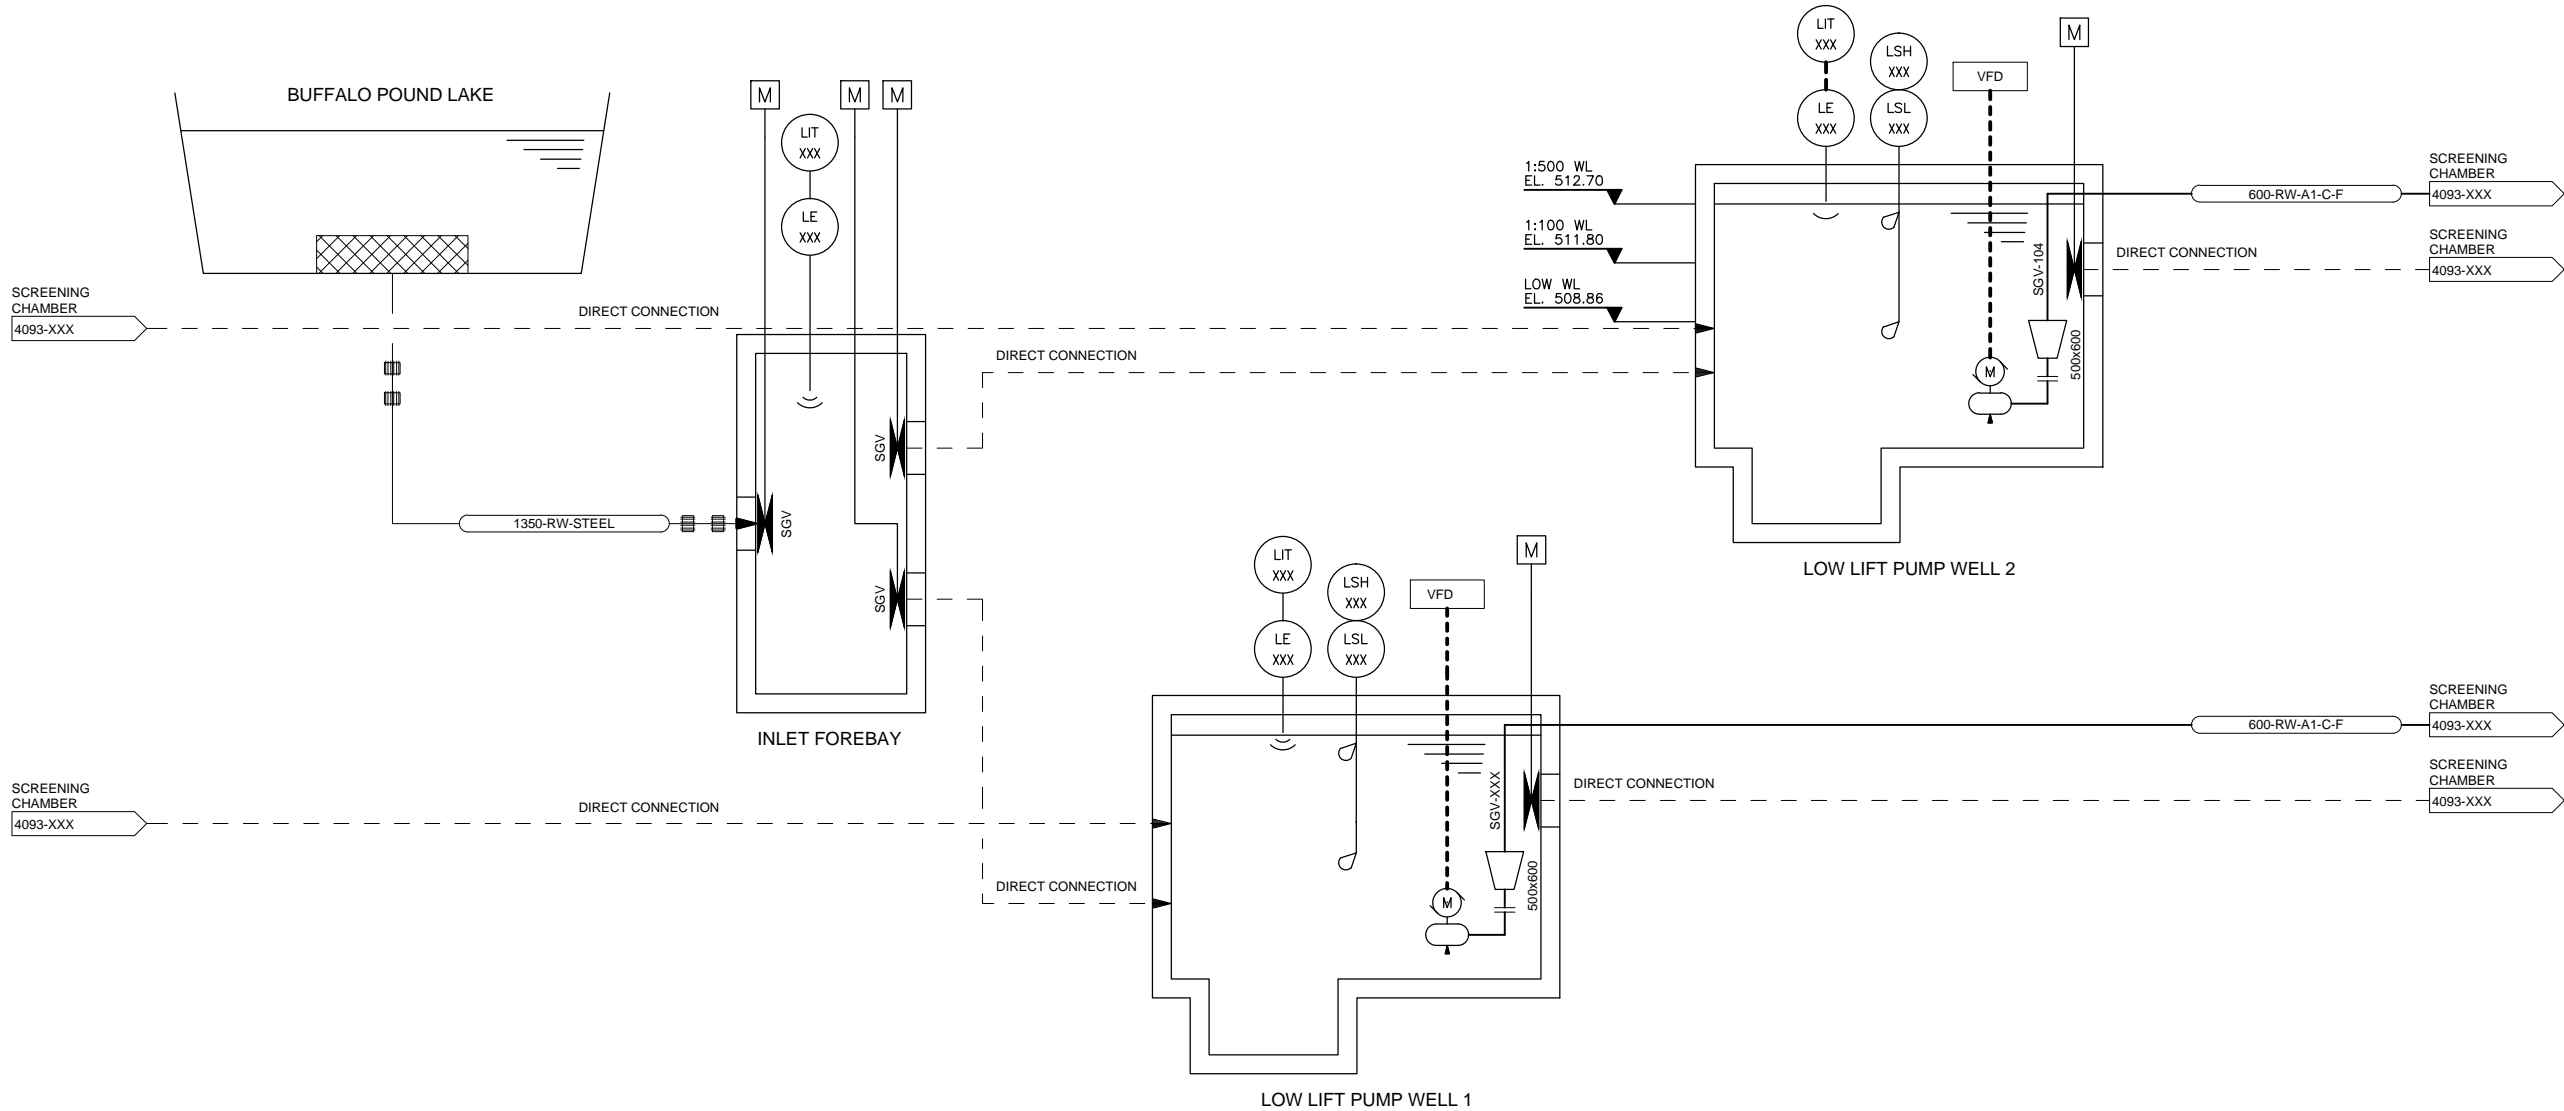 BUFFALO POUND LAKE
M
M
M
LIT
XXX
LE
XXX
SCREENING
CHAMBER
4093-XXX
DIRECT CONNECTION
DIRECT CONNECTION
SGV
SGV
SGV
1350-RW-STEEL
INLET FOREBAY
SCREENING
CHAMBER
4093-XXX
DIRECT CONNECTION
DIRECT CONNECTION
LIT
XXX
LE
XXX
LSH
XXX
LSL
XXX
VFD
M
1:500 WL
EL. 512.70
1:100 WL
EL. 511.80
LOW WL
EL. 508.86
SGV-104
500x600
M
600-RW-A1-C-F
SCREENING
CHAMBER
4093-XXX
DIRECT CONNECTION
SCREENING
CHAMBER
4093-XXX
LOW LIFT PUMP WELL 2
LIT
XXX
LE
XXX
LSH
XXX
LSL
XXX
VFD
M
SGV-XXX
500x600
M
600-RW-A1-C-F
SCREENING
CHAMBER
4093-XXX
DIRECT CONNECTION
SCREENING
CHAMBER
4093-XXX
LOW LIFT PUMP WELL 1